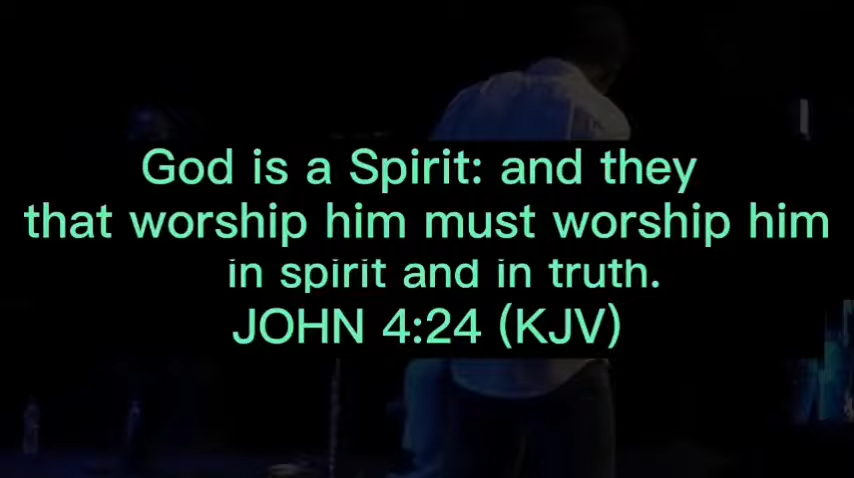 God is a Spirit: and they
that worship him must worship him
in spirit and in truth.
JOHN 4:24 (KJV)